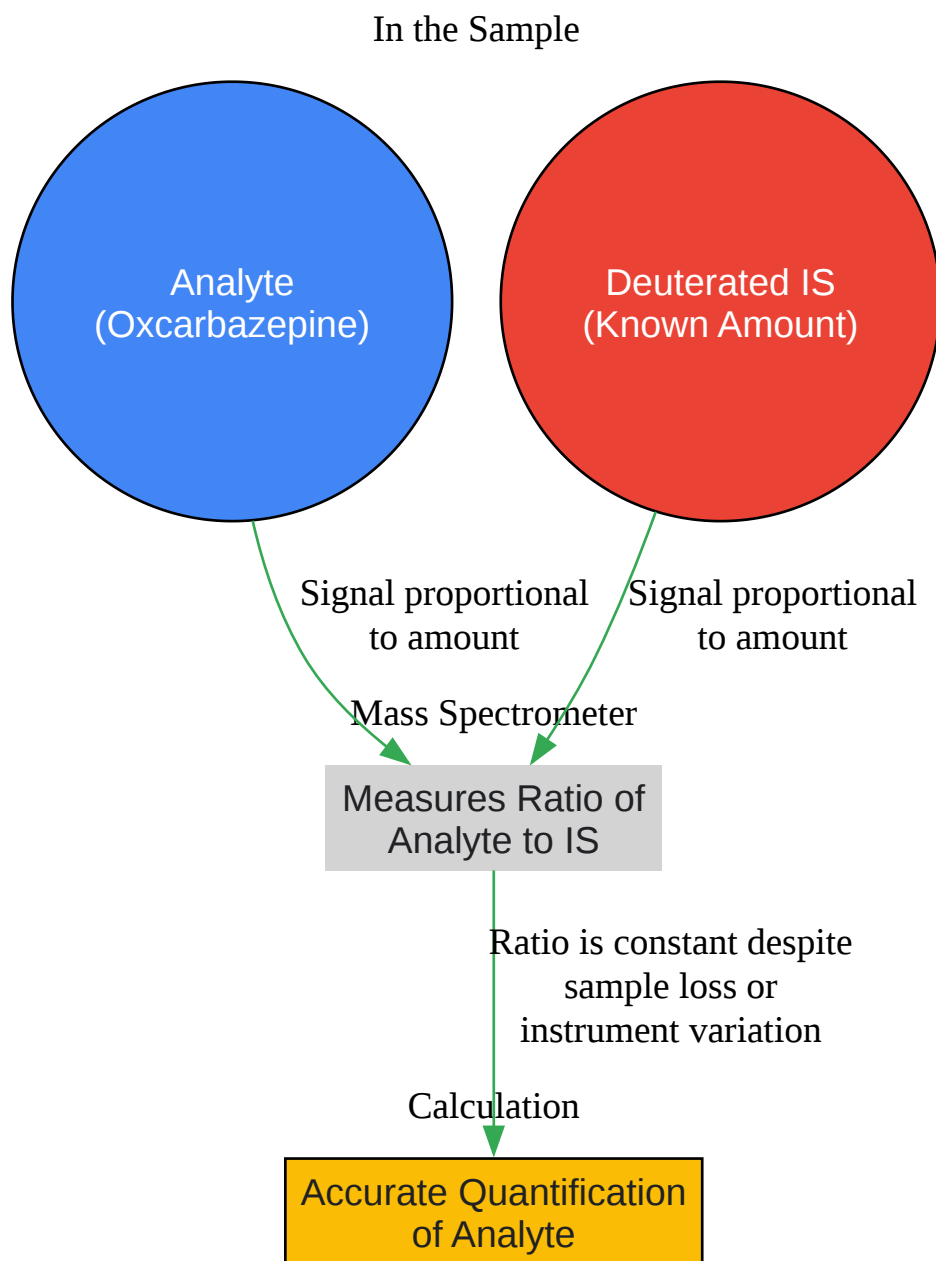 In the Sample
Analyte
(Oxcarbazepine)
Deuterated IS
(Known Amount)
Signal proportional
to amount
Signal proportional
to amount
Mass Spectrometer
Measures Ratio of
Analyte to IS
Ratio is constant despite
sample loss or
instrument variation
Calculation
Accurate Quantification
of Analyte